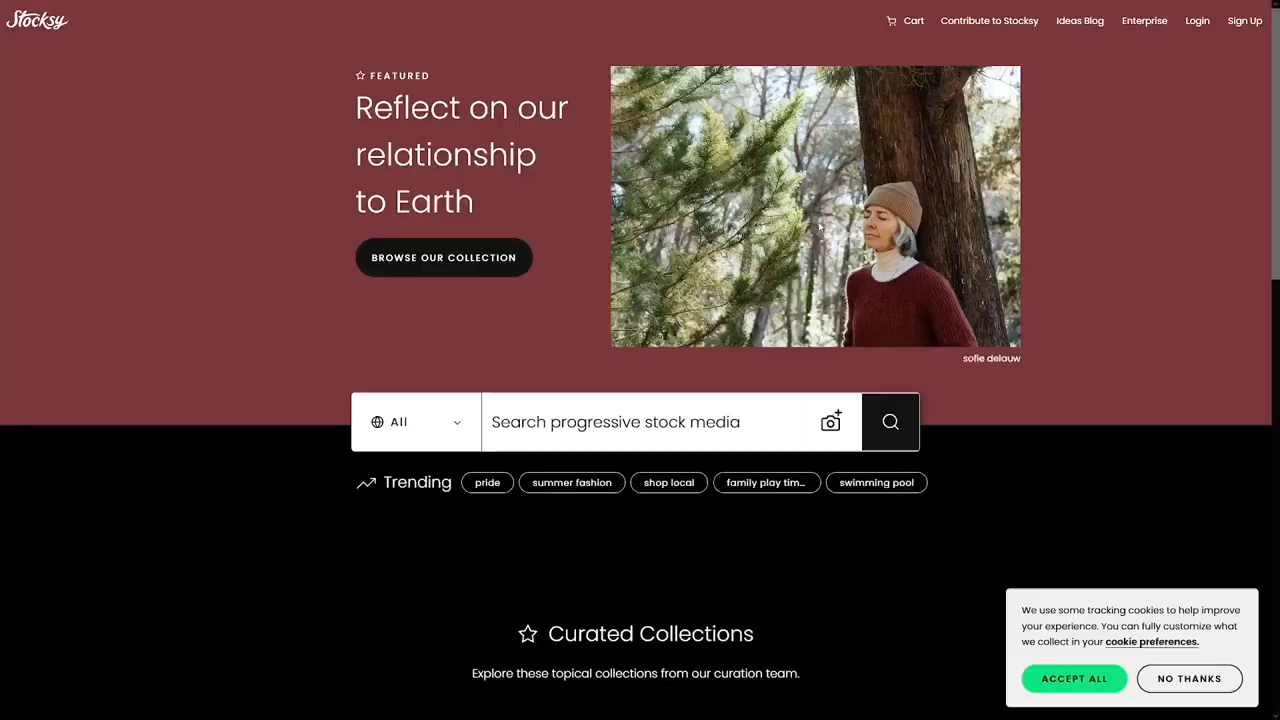 Stocksy
Cart
Contribute to Stocksy
Ideas Blog
Enterprise
Login
Sign Up
FEATURED
Reflect on our
relationship
to Earth
BROWSE OUR COLLECTION
sofie delauw
All
Search progressive stock media
Trending
pride
summer fashion
shop local
family play tim...
swimming pool
Curated Collections
Explore these topical collections from our curation team.
We use some tracking cookies to help improve
your experience. You can fully customize what
we collect in your cookie preferences.
ACCEPT ALL
NO THANKS